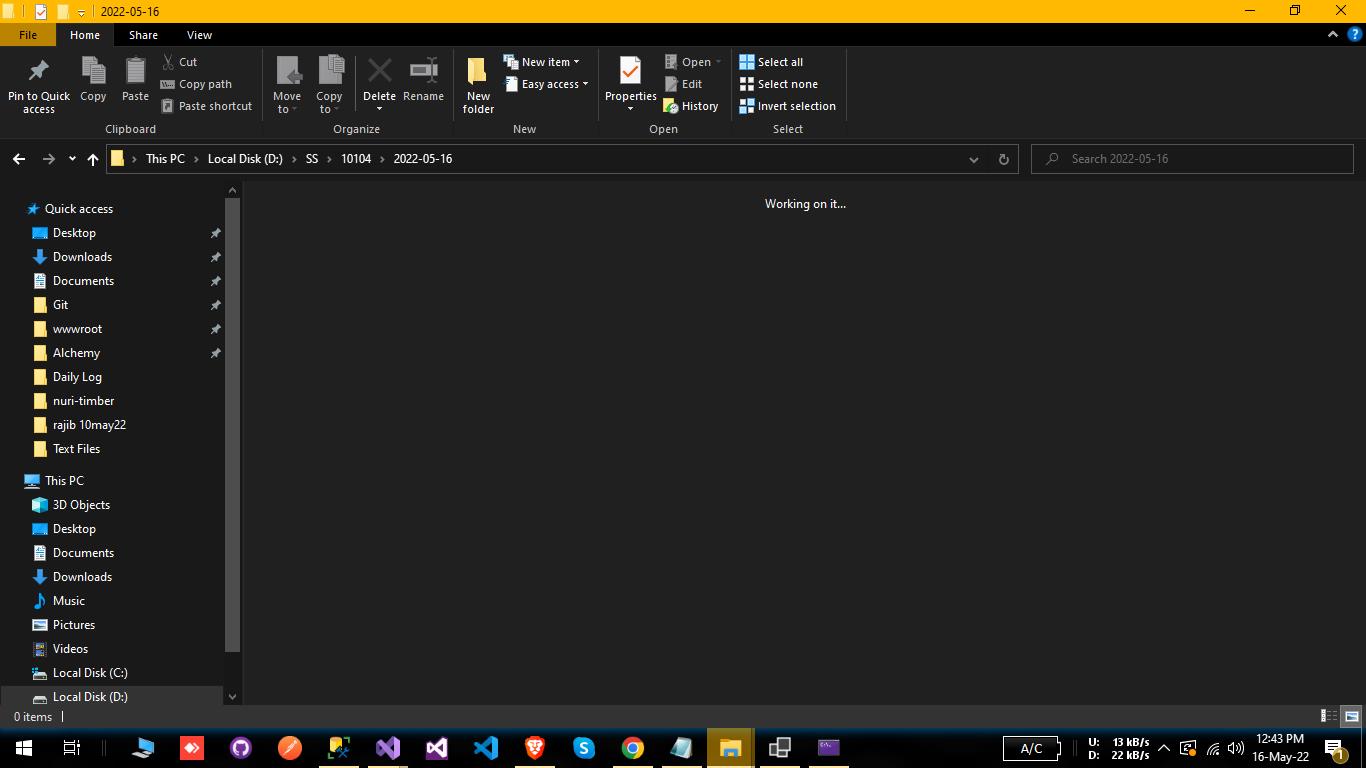 2022-05-16
File Home Share View
Pin to Quick access
Copy
Paste
Cut
Copy path
Paste shortcut
Clipboard
Move to
Copy to
Delete
Rename
Organize
New folder
New item
Easy access
New
Properties
Open
Edit
History
Open
Select all
Select none
Invert selection
Select
This PC > Local Disk (D:) > SS > 10104 > 2022-05-16
Search 2022-05-16
Quick access
Desktop
Downloads
Documents
Git
wwwroot
Alchemy
Daily Log
nuri-timber
rajib 10may22
Text Files
This PC
3D Objects
Desktop
Documents
Downloads
Music
Pictures
Videos
Local Disk (C:)
Local Disk (D:)
Working on it...
0 items
A/C
U: 13 kB/s
D: 22 kB/s
12:43 PM
16-May-22
1